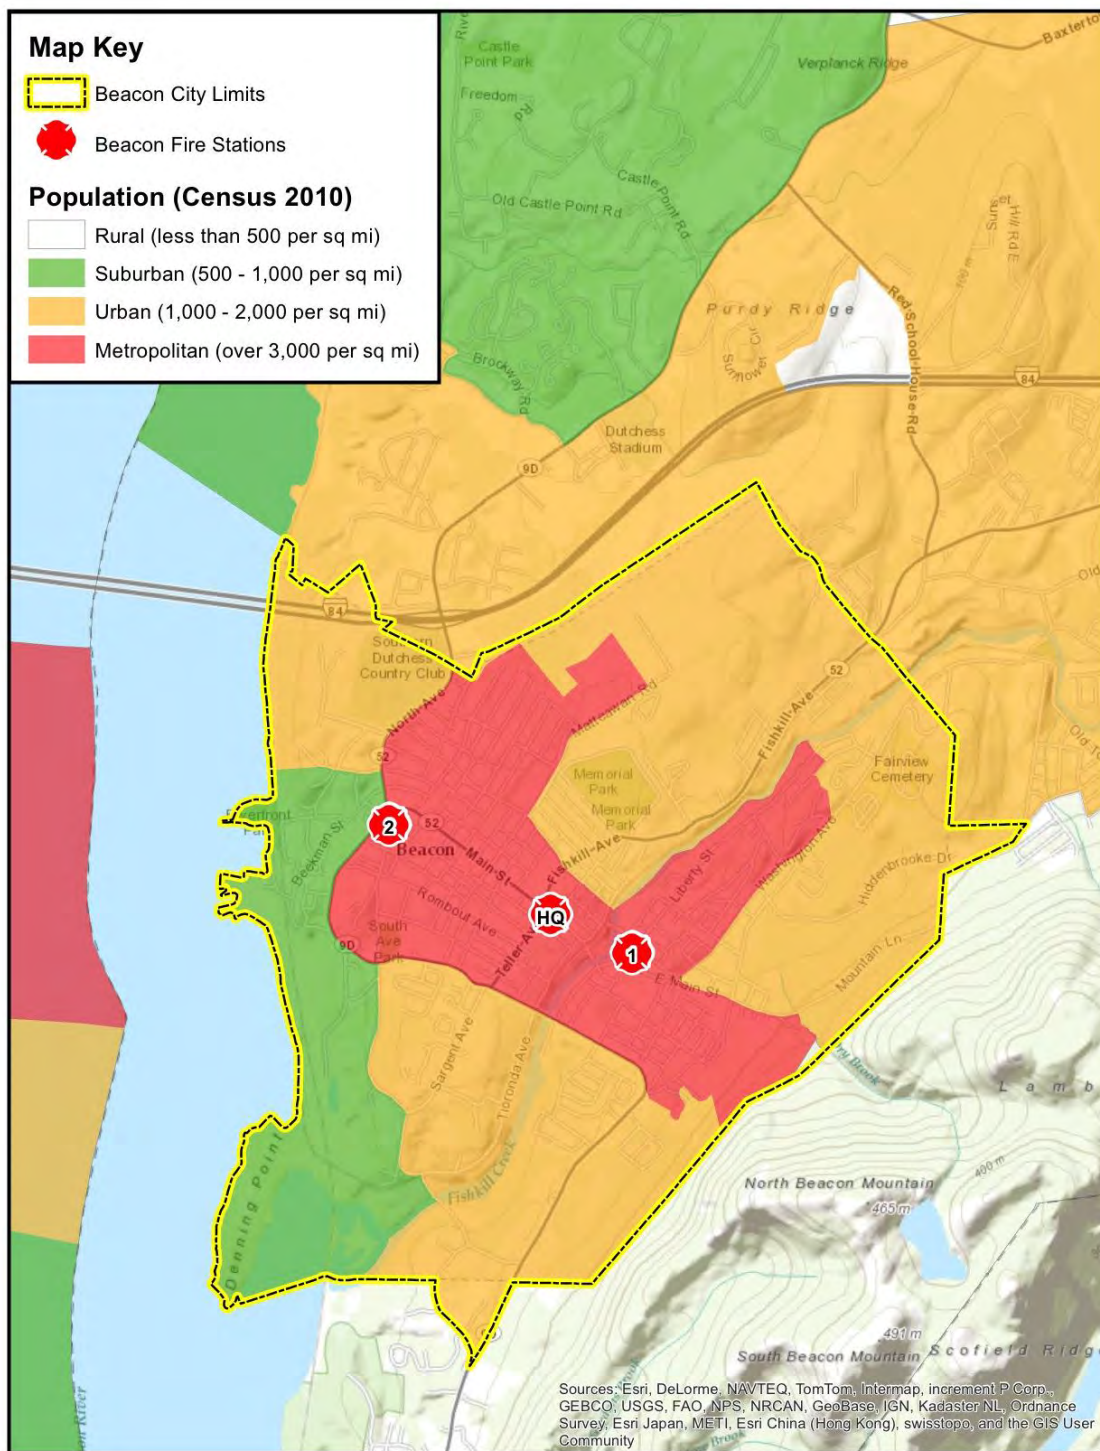 Map Key
Beacon City Limits
Beacon Fire Stations
Population (Census 2010)
Rural (less than 500 per sq mi)
Suburban (500 - 1,000 per sq mi)
Urban (1,000 - 2,000 per sq mi)
Metropolitan (over 3,000 per sq mi)
Castle
Point Park
Freedom
Rd
Verplanck Ridge
Old Castle Point Rd
Castle
Point Rd
Sunset
Hill Rd E
Purdy Ridge
Red School House Rd
Sunflower
Cir
Brockway
Rd
84
Dutchess
Stadium
9D
84
Southern
Dutchess
Country Club
North Ave
Matteawan Rd
52
Fishkill Ave
52
Fairview
Cemetery
Memorial
Park
Memorial
Park
Beekman St
2
52
Beacon
Main St
Fishkill Ave
Liberty St
Washington Ave
Hiddenbrooke Dr
Rombout Ave
HQ
Teller Ave
South
Ave
Park
9D
1
E Main St
Mountain Ln
Sargent Ave
Tioronda Ave
Dry Brook
Lamb
Fishkill Creek
Denning Point
400 m
North Beacon Mountain
465 m
491 m
South Beacon Mountain
Scofield Ridge
Brook
River
Sources: Esri, DeLorme, NAVTEQ, TomTom, Intermap, increment P Corp.,
GEBCO, USGS, FAO, NPS, NRCAN, GeoBase, IGN, Kadaster NL, Ordnance
Survey, Esri Japan, METI, Esri China (Hong Kong), swisstopo, and the GIS User
Community